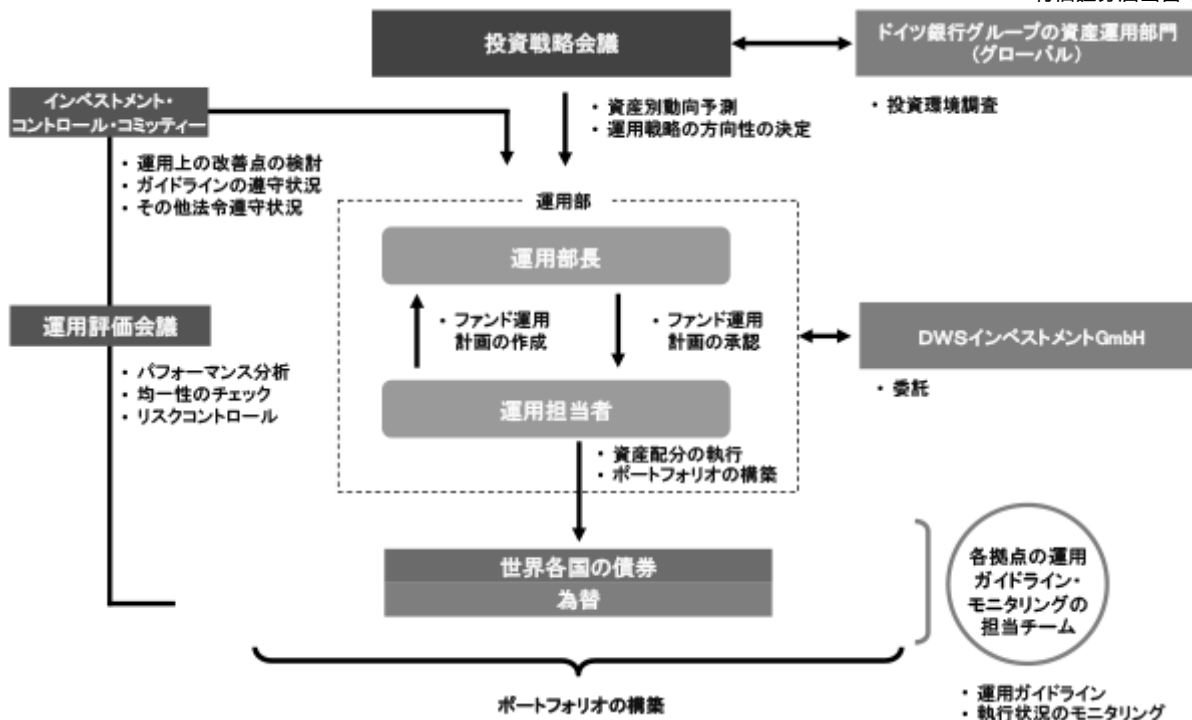 投資戦略会議
ドイツ銀行グループの資産運用部門
(グローバル)
・投資環境調査
・資産別動向予測
・運用戦略の方向性の決定
インベストメント・
コントロール・コミッティー
・運用上の改善点の検討
・ガイドラインの遵守状況
・その他法令遵守状況
運用部
運用部長
・ファンド運用
計画の作成
・ファンド運用
計画の承認
運用評価会議
・パフォーマンス分析
・均一性のチェック
・リスクコントロール
DWSインベストメントGmbH
・委託
運用担当者
・資産配分の執行
・ポートフォリオの構築
世界各国の債券
為替
各拠点の運用
ガイドライン・
モニタリングの
担当チーム
・運用ガイドライン
・執行状況のモニタリング
ポートフォリオの構築